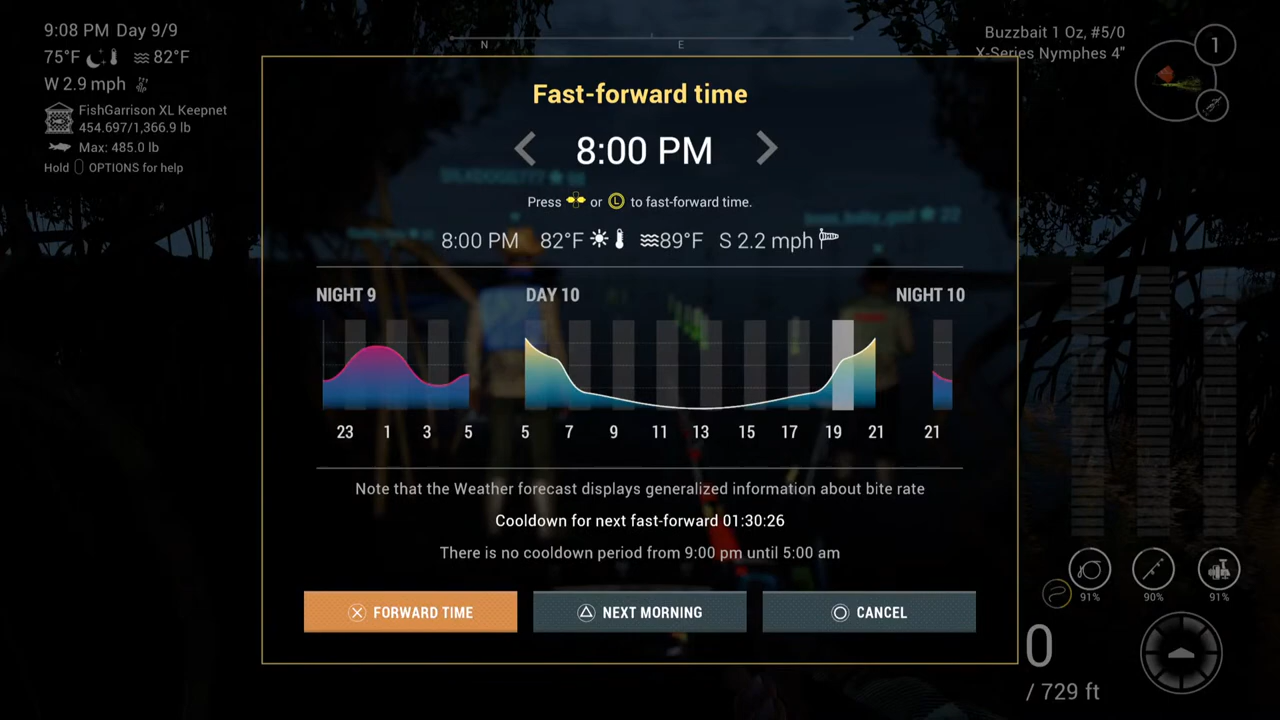 9:08 PM Day 9/9
75°F 82°F
W 2.9 mph
FishGarrison XL Keepnet
454.697/1,366.9 lb
Max: 485.0 lb
Hold OPTIONS for help
N E
Buzzbait 1 Oz, #5/0
X-Series Nymphes 4"
1
Fast-forward time
8:00 PM
Press or L to fast-forward time.
8:00 PM 82°F 89°F S 2.2 mph
NIGHT 9 DAY 10 NIGHT 10
23 1 3 5 5 7 9 11 13 15 17 19 21 21
Note that the Weather forecast displays generalized information about bite rate
Cooldown for next fast-forward 01:30:26
There is no cooldown period from 9:00 pm until 5:00 am
FORWARD TIME NEXT MORNING CANCEL
91% 90% 91%
0
/ 729 ft